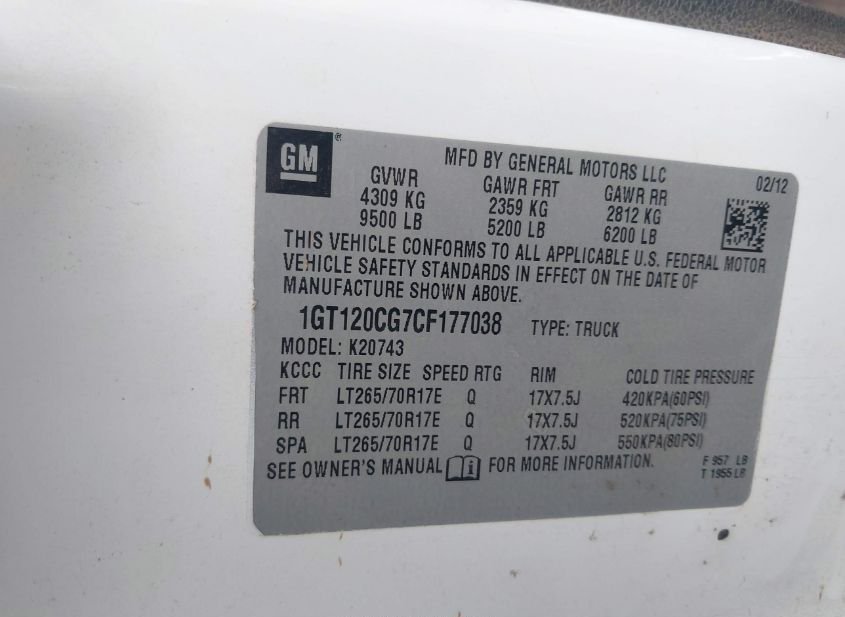 GM ®
MFD BY GENERAL MOTORS LLC
02/12
GVWR GAWR FRT GAWR RR
4309 KG 2359 KG 2812 KG
9500 LB 5200 LB 6200 LB
THIS VEHICLE CONFORMS TO ALL APPLICABLE U.S. FEDERAL MOTOR
VEHICLE SAFETY STANDARDS IN EFFECT ON THE DATE OF
MANUFACTURE SHOWN ABOVE.
1GT120CG7CF177038 TYPE: TRUCK
MODEL: K20743
KCCC TIRE SIZE SPEED RTG RIM COLD TIRE PRESSURE
FRT LT265/70R17E Q 17X7.5J 420KPA(60PSI)
RR LT265/70R17E Q 17X7.5J 520KPA(75PSI)
SPA LT265/70R17E Q 17X7.5J 550KPA(80PSI)
SEE OWNER'S MANUAL i FOR MORE INFORMATION.
F 957 LB
T 1955 LB